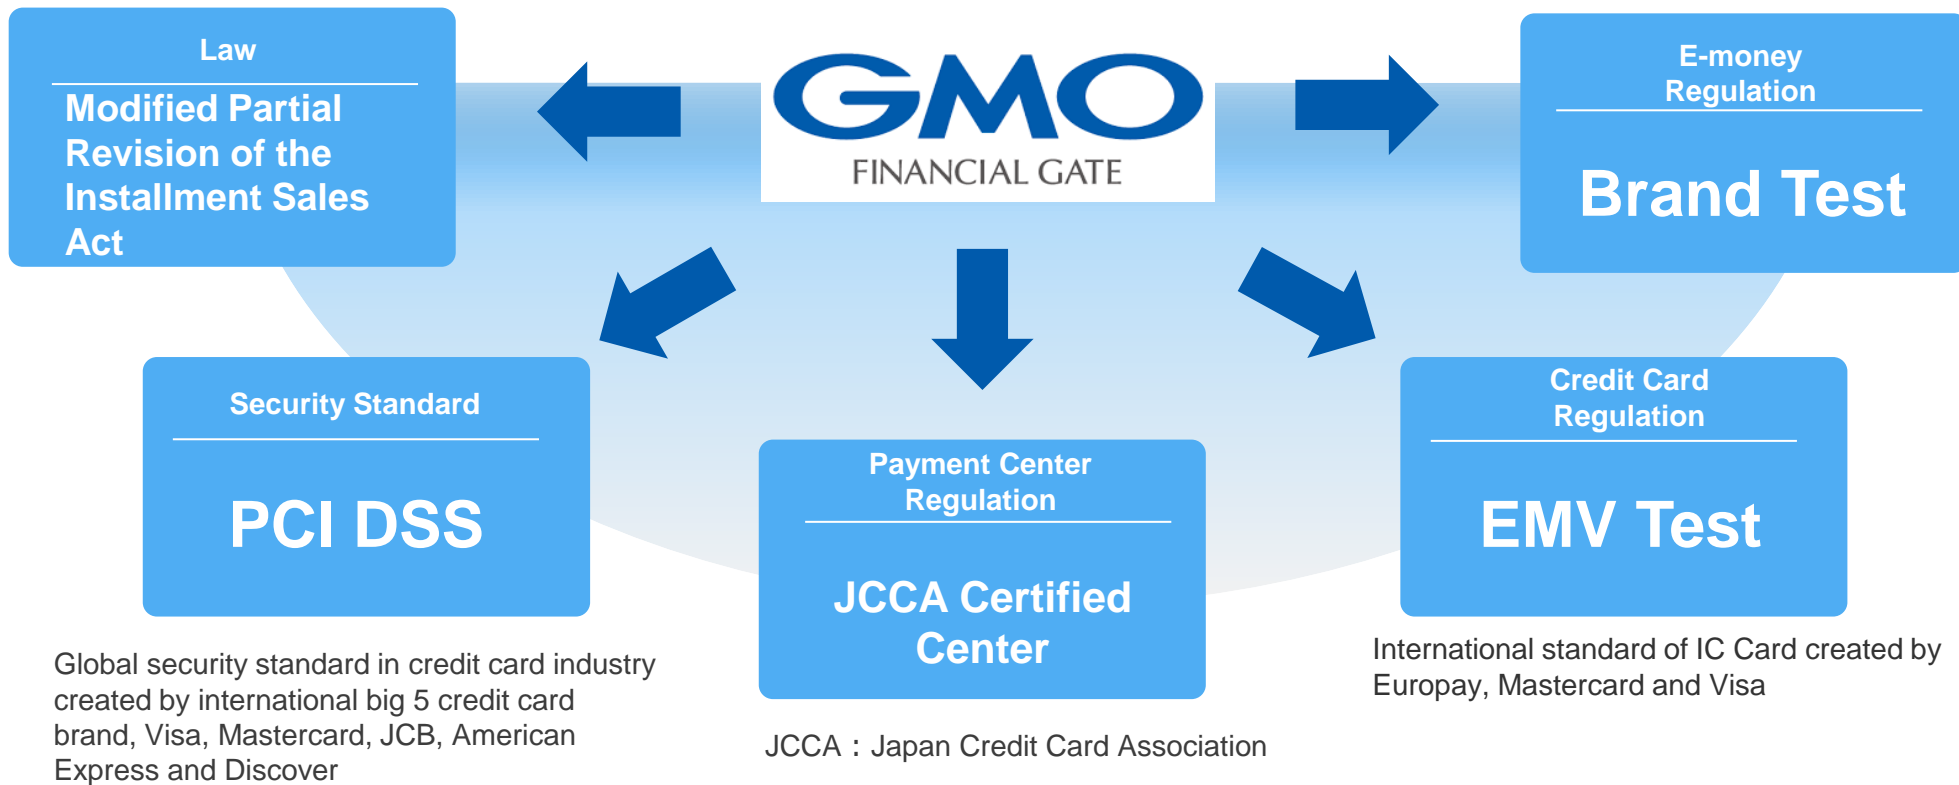 Law
Modified Partial
Revision of the
Installment Sales
Act
GMO
FINANCIAL GATE
E-money
Regulation
Brand Test
Security Standard
PCI DSS
Global security standard in credit card industry
created by international big 5 credit card
brand, Visa, Mastercard, JCB, American
Express and Discover
Payment Center
Regulation
JCCA Certified
Center
JCCA：Japan Credit Card Association
Credit Card
Regulation
EMV Test
International standard of IC Card created by
Europay, Mastercard and Visa